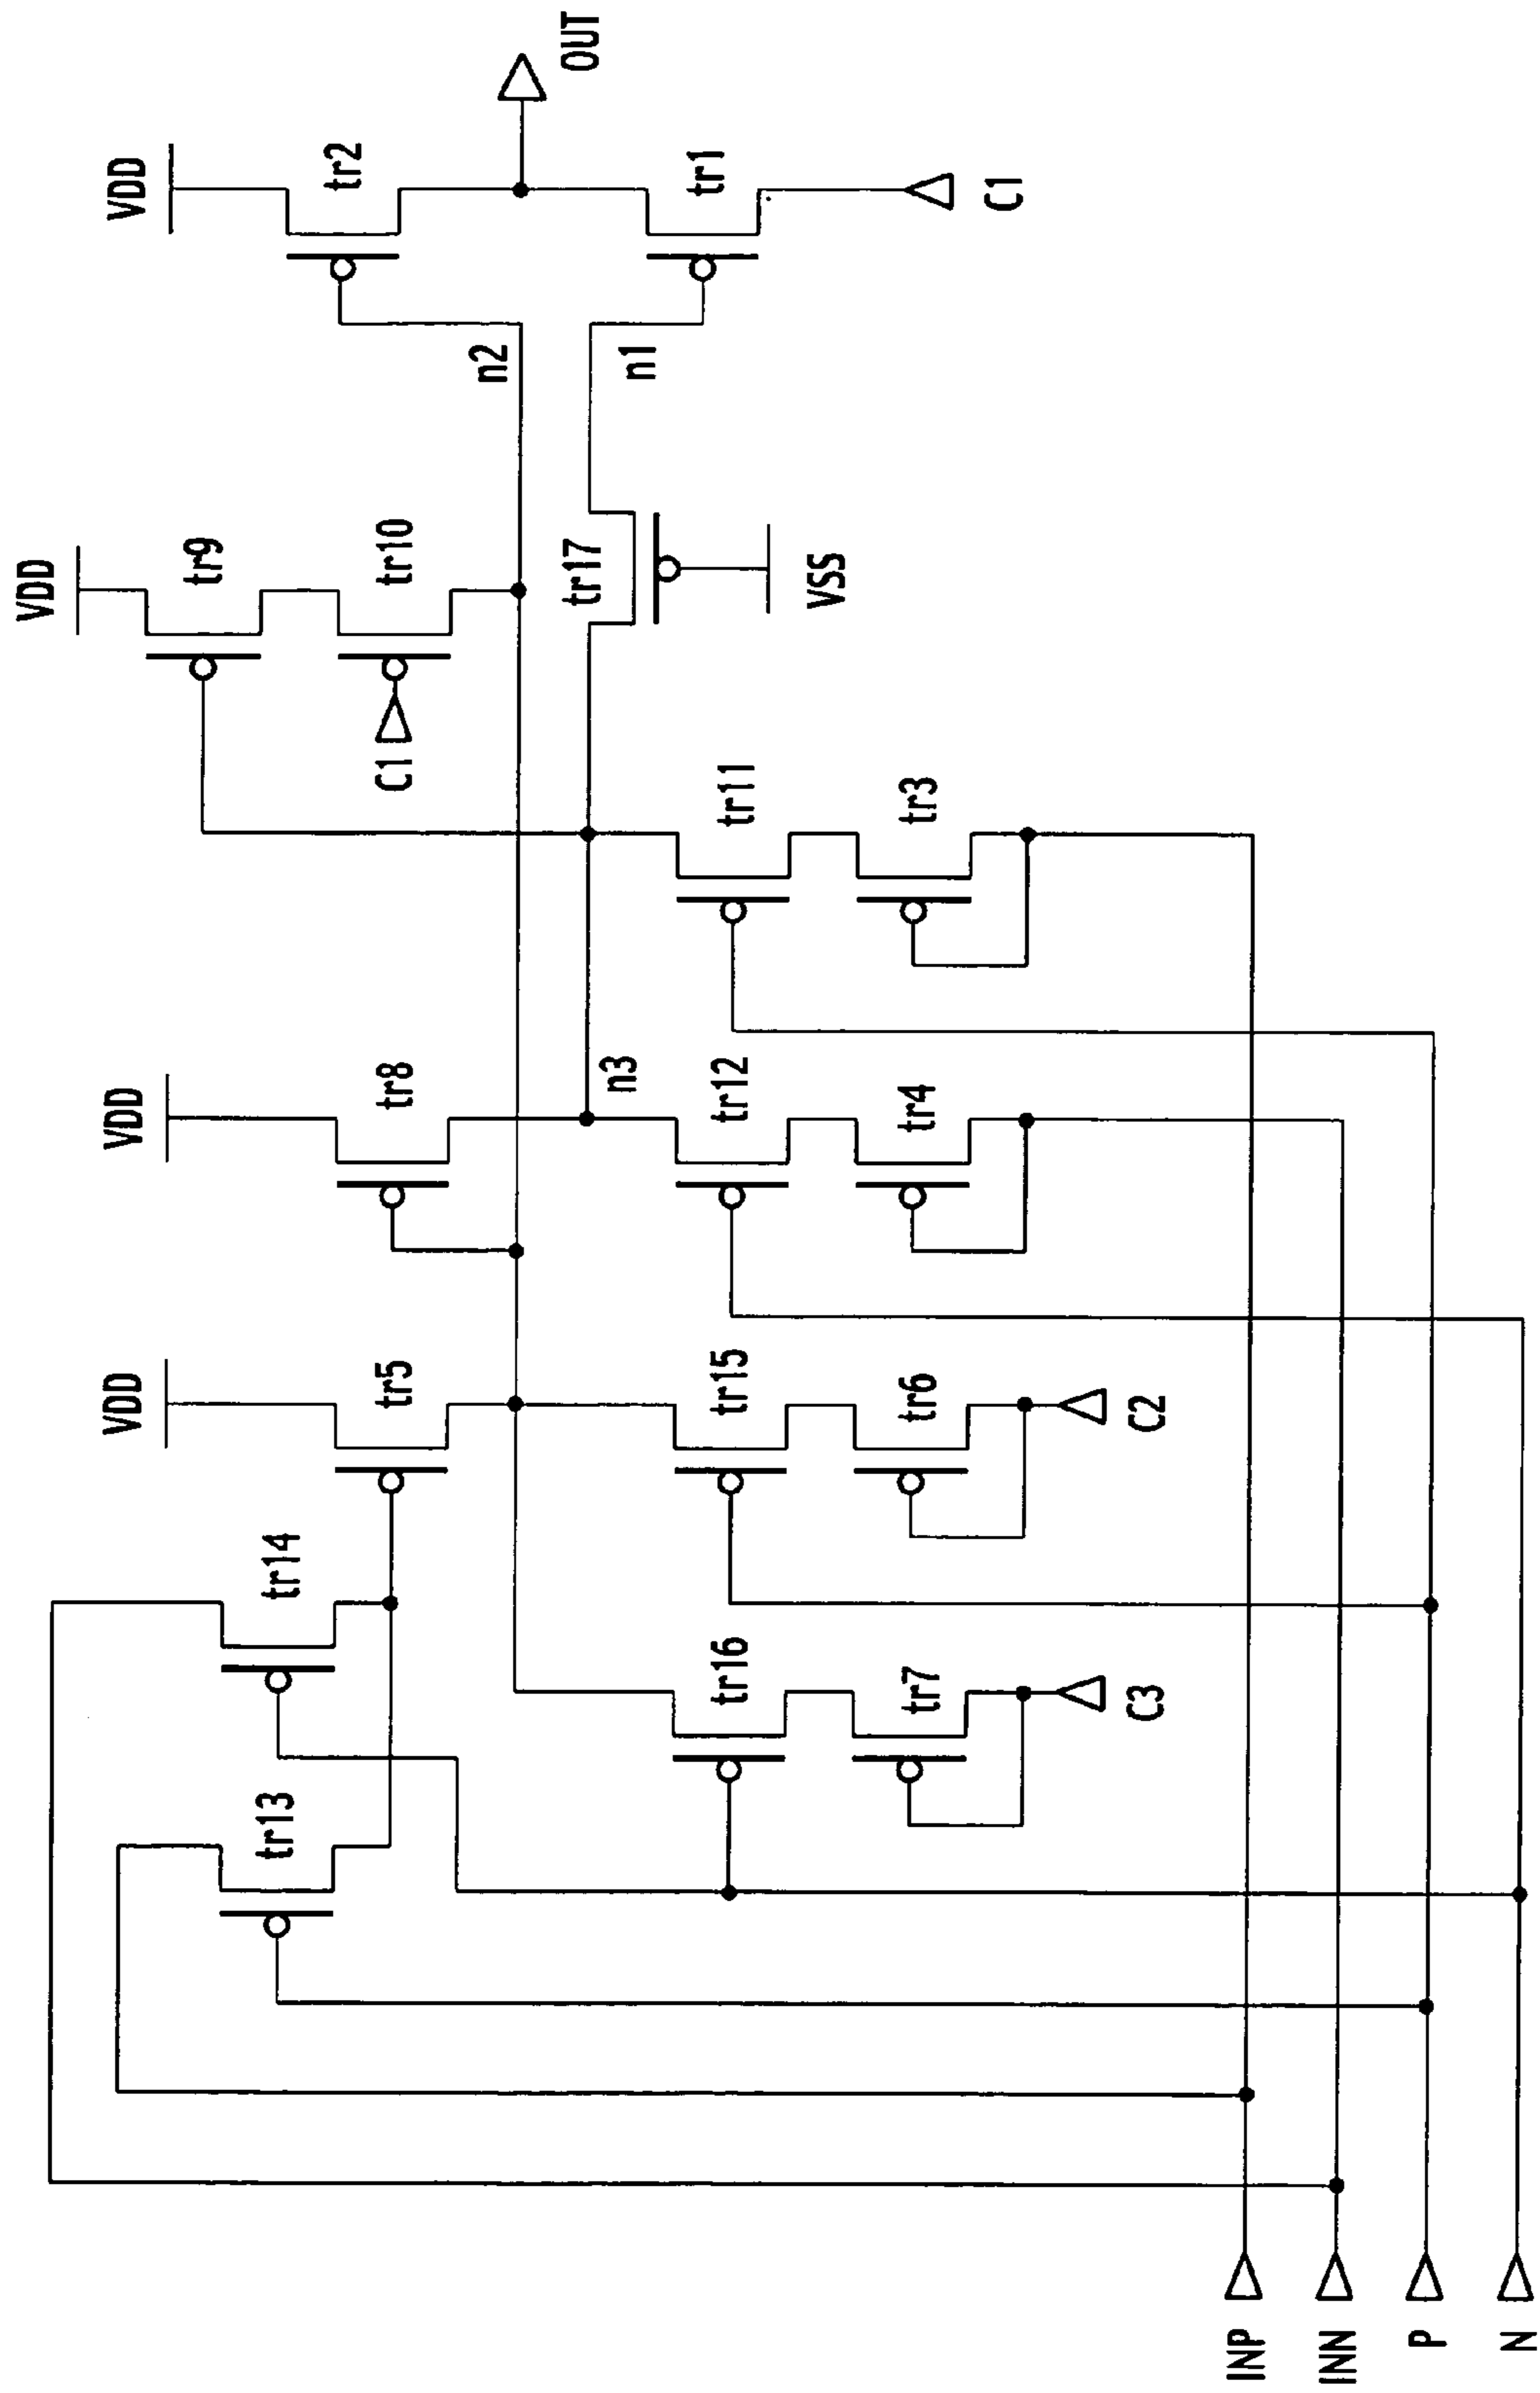 VDD
tr2
OUT
tr1
C1
n2
n1
VDD
tr9
tr10
C1
tr17
VSS
tr11
tr3
VDD
tr8
n3
tr12
tr4
VDD
tr5
tr15
tr6
C2
tr14
tr16
tr7
C3
tr13
INP
INN
P
N